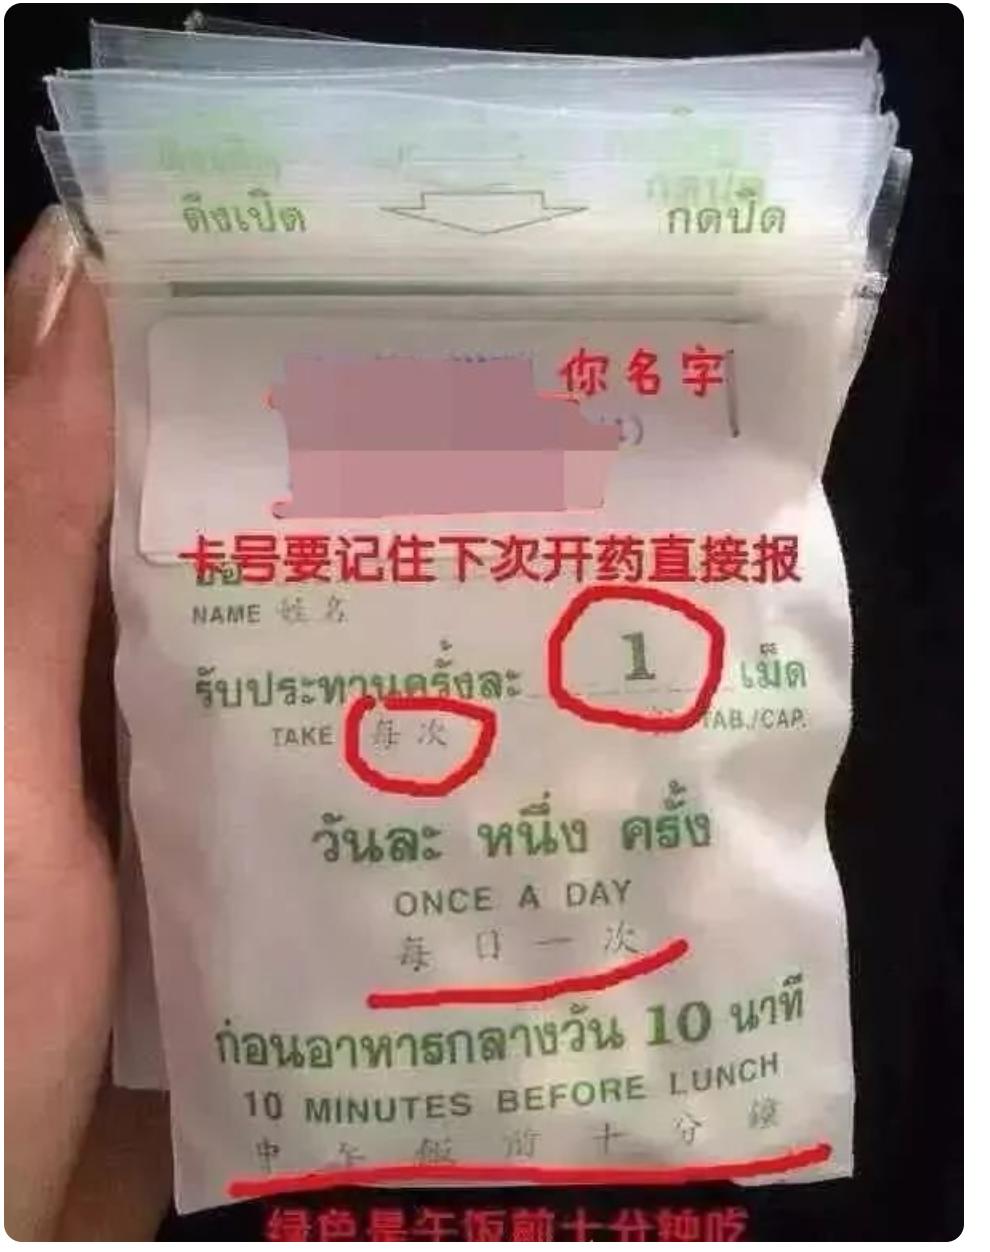 ดึงเปิด กดปิด
你名字
卡号要记住下次开药直接报
ชื่อ
NAME 姓名
รับประทานครั้งละ 1 เม็ด
TAKE 每次 TAB./CAP.
วันละ หนึ่ง ครั้ง
ONCE A DAY
每日一次
ก่อนอาหารกลางวัน 10 นาที
10 MINUTES BEFORE LUNCH
中午飯前十分鐘
绿色是午饭前十分钟吃